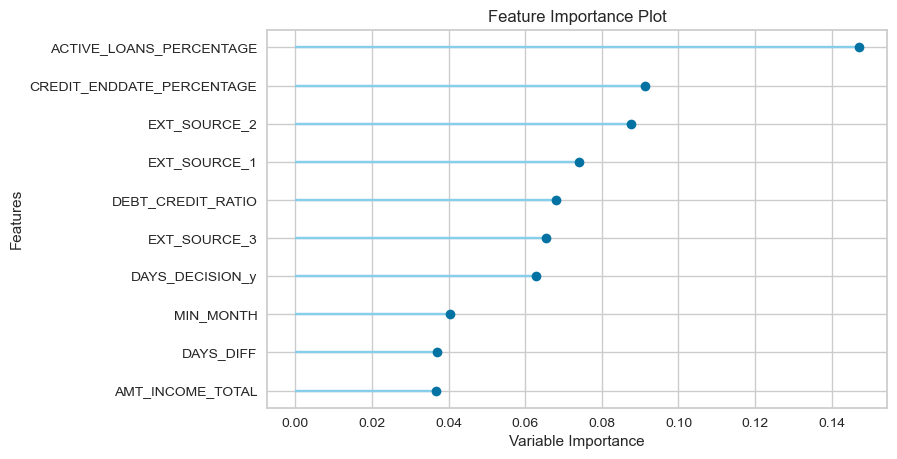 Feature Importance Plot
Features
ACTIVE_LOANS_PERCENTAGE
CREDIT_ENDDATE_PERCENTAGE
EXT_SOURCE_2
EXT_SOURCE_1
DEBT_CREDIT_RATIO
EXT_SOURCE_3
DAYS_DECISION_y
MIN_MONTH
DAYS_DIFF
AMT_INCOME_TOTAL
0.00 0.02 0.04 0.06 0.08 0.10 0.12 0.14
Variable Importance